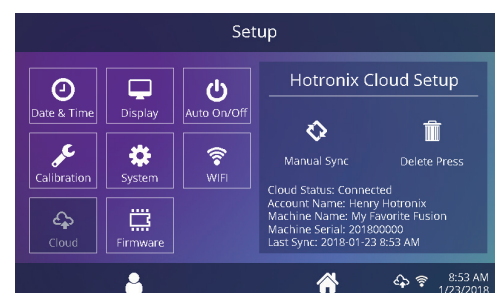 Setup
Date & Time
Display
Auto On/Off
Calibration
System
WIFI
Cloud
Firmware
Hotronix Cloud Setup
Manual Sync
Delete Press
Cloud Status: Connected
Account Name: Henry Hotronix
Machine Name: My Favorite Fusion
Machine Serial: 201800000
Last Sync: 2018-01-23 8:53 AM
8:53 AM
1/23/2018